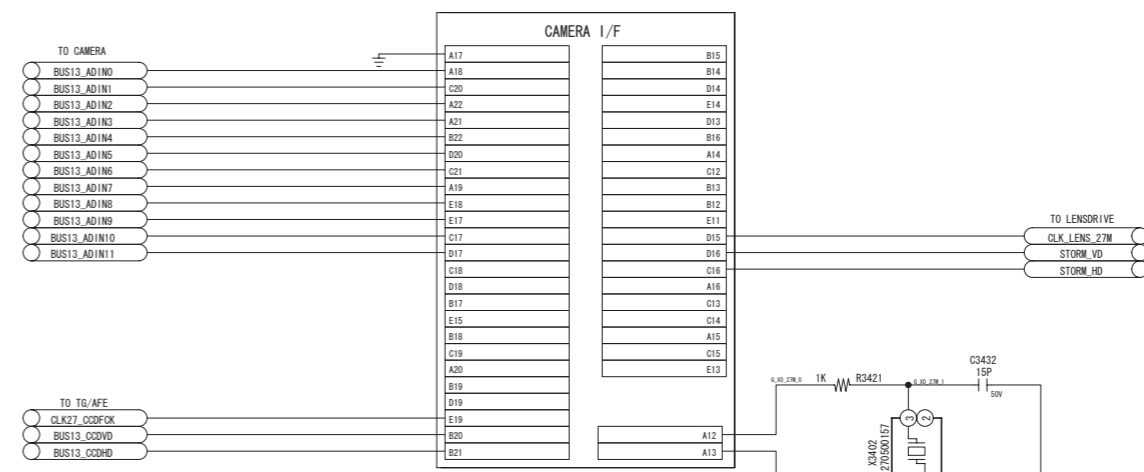 CAMERA I/F
TO CAMERA
BUS13_ADIN0
BUS13_ADIN1
BUS13_ADIN2
BUS13_ADIN3
BUS13_ADIN4
BUS13_ADIN5
BUS13_ADIN6
BUS13_ADIN7
BUS13_ADIN8
BUS13_ADIN9
BUS13_ADIN10
BUS13_ADIN11
TO TG/AFE
CLK27_CCDFCK
BUS13_CCDVD
BUS13_CCDHD
A17
A18
C20
A22
A21
B22
D20
C21
A19
E18
E17
C17
D17
C18
D18
B17
E15
B18
C19
A20
B19
D19
E19
B20
B21
B15
B14
D14
E14
D13
B16
A14
C12
B13
B12
E11
D15
D16
C16
A16
C13
C14
A15
C15
E13
A12
A13
TO LENSDRIVE
CLK_LENS_27M
STORM_VD
STORM_HD
G_XO_27M_O 1K R3421 G_XO_27M_I
C3432
15P
50V
3 2
X3402
270500157